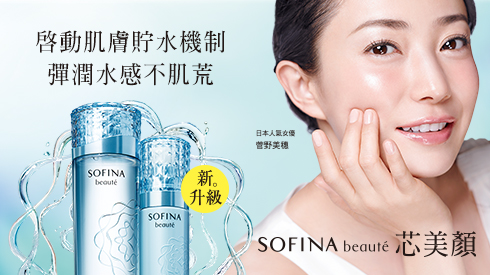 啓動肌膚貯水機制
彈潤水感不肌荒
日本人氣女優
菅野美穗
SOFINA
beauté
SOFINA
beauté
新。
升級
SOFINA beauté 芯美顏